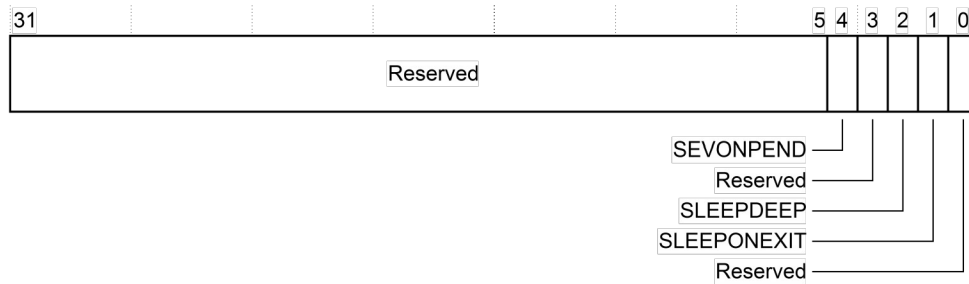 31 5 4 3 2 1 0
Reserved
SEVONPEND
Reserved
SLEEPDEEP
SLEEPONEXIT
Reserved